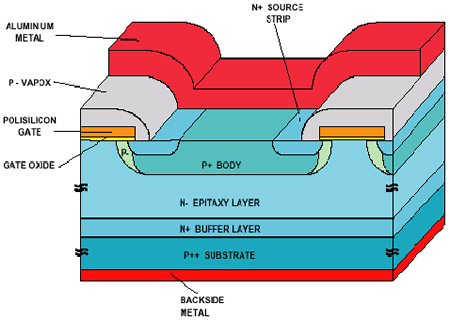 ALUMINUM
METAL
N+ SOURCE
STRIP
P - VAPOX
POLISILICON
GATE
GATE OXIDE
P-
P+ BODY
N- EPITAXY LAYER
N+ BUFFER LAYER
P++ SUBSTRATE
BACKSIDE
METAL